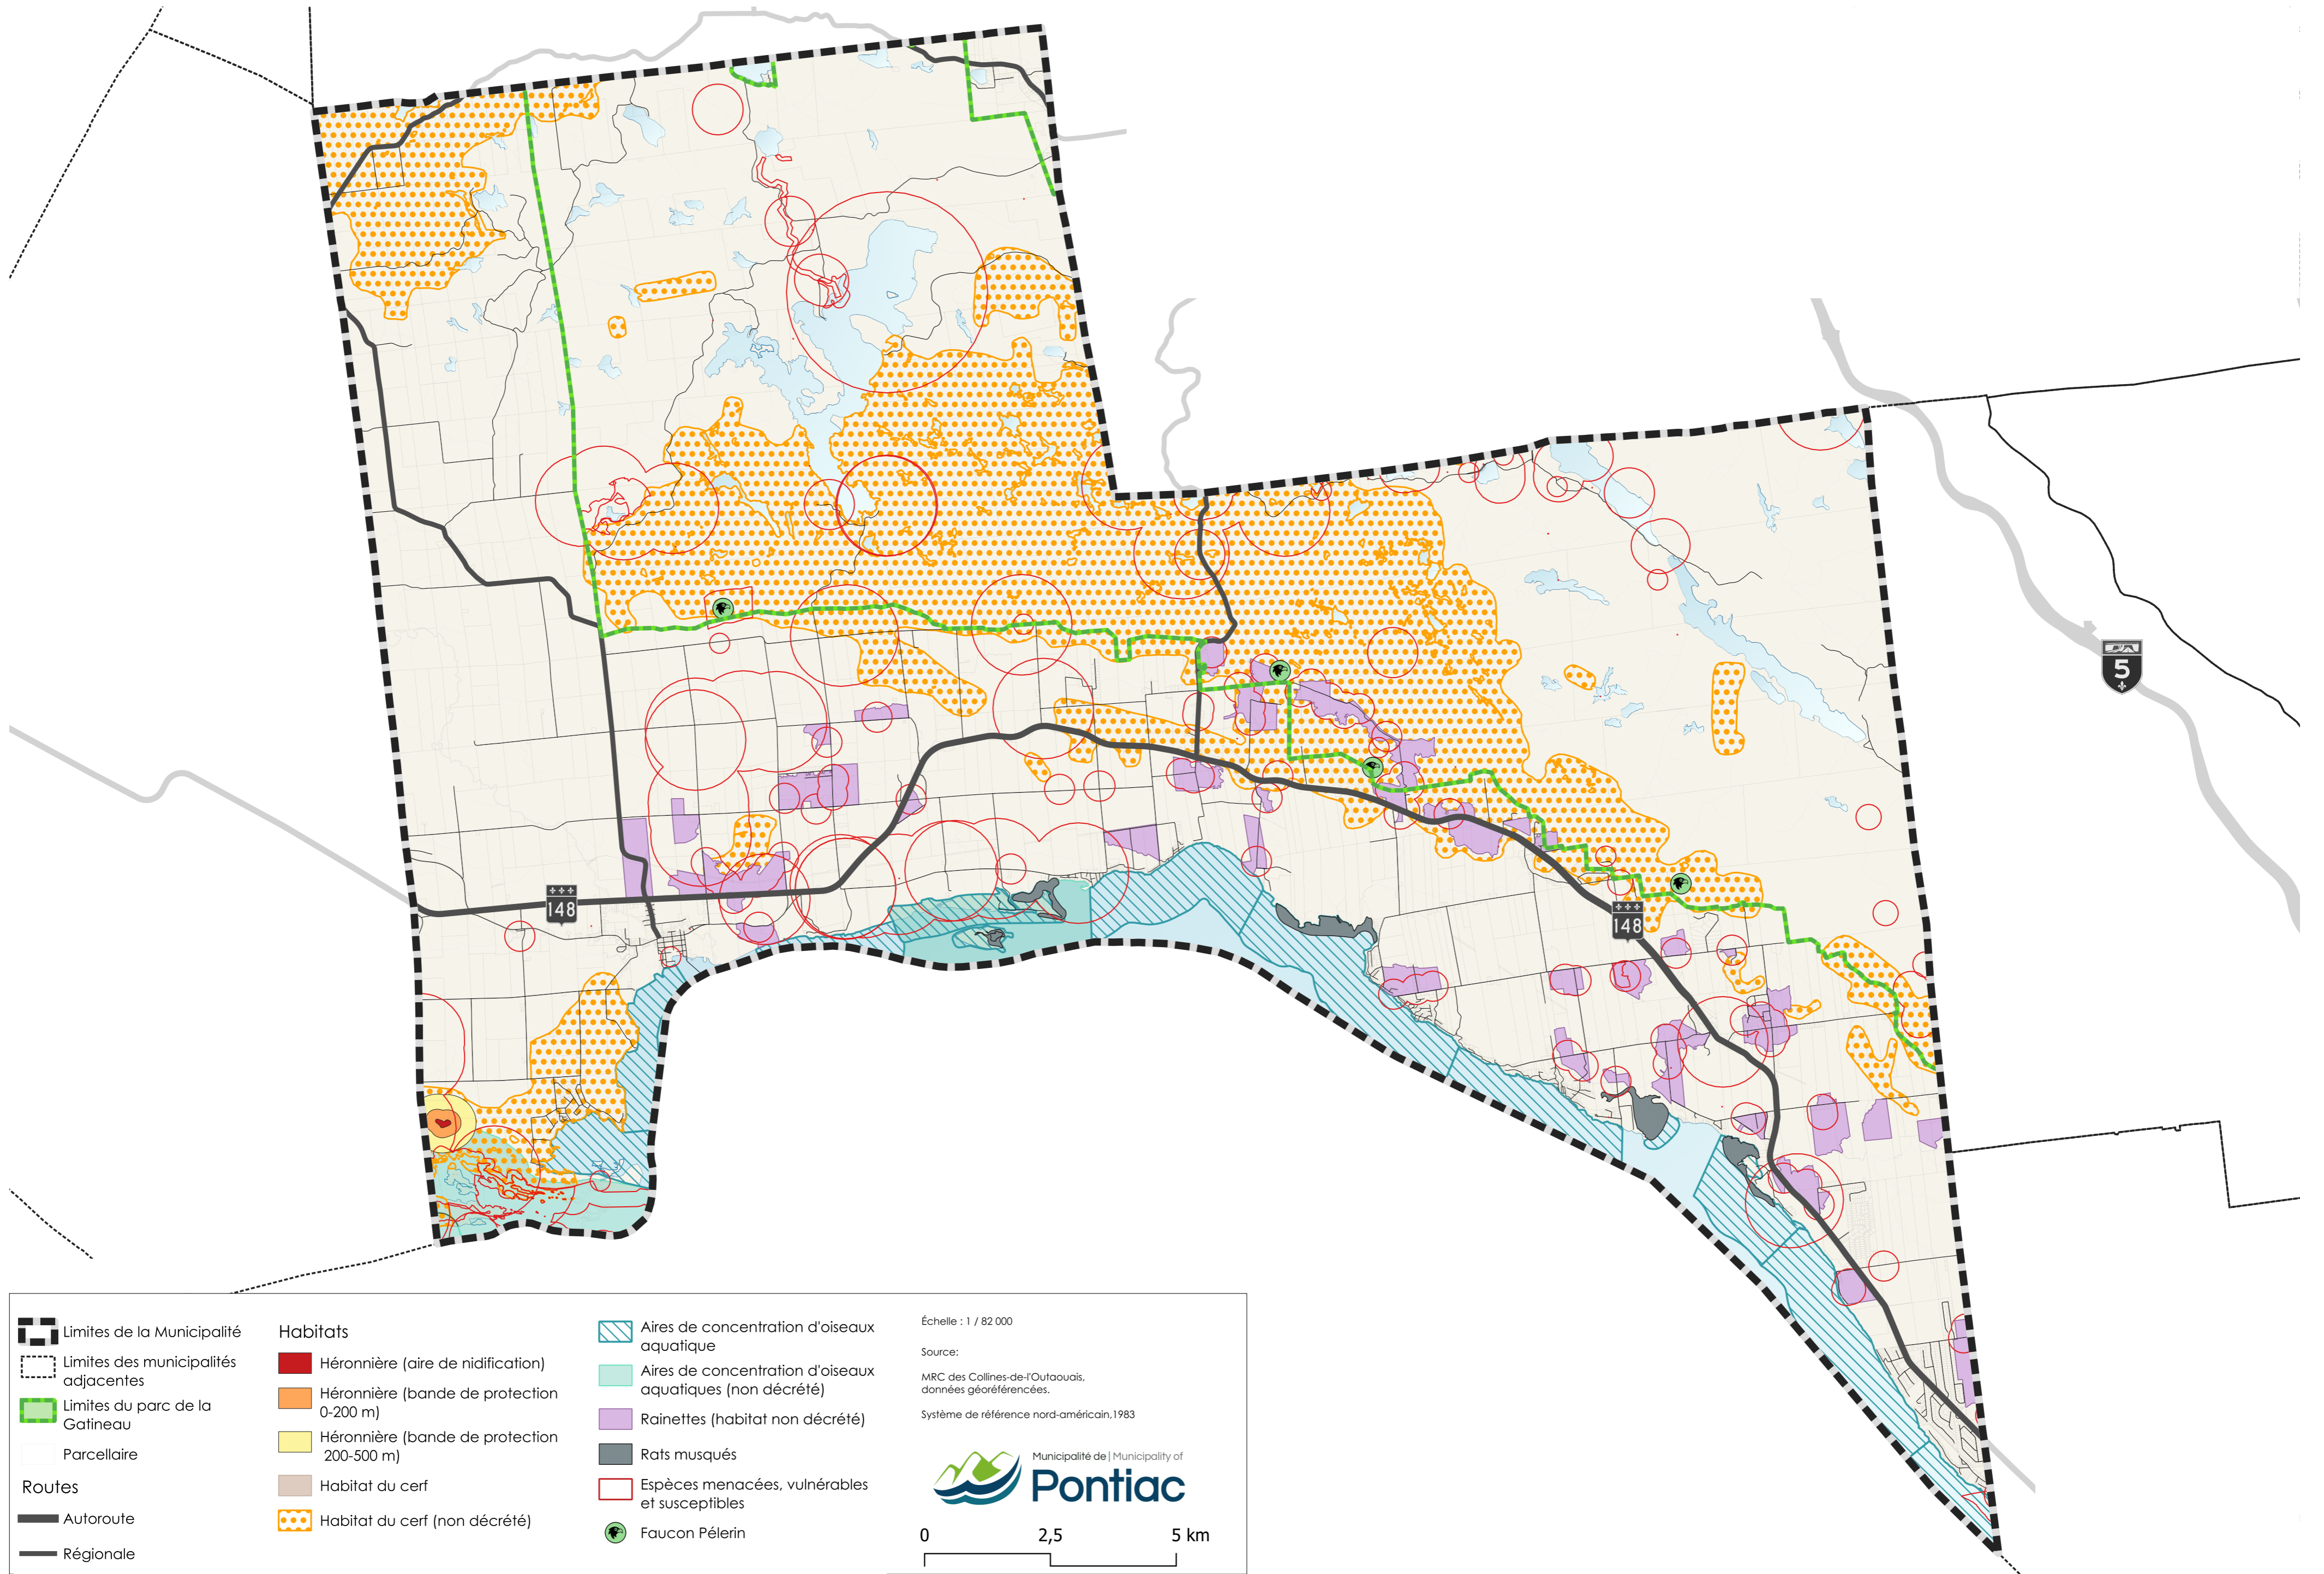 5
148
148
Limites de la Municipalité
Limites des municipalités
adjacentes
Limites du parc de la
Gatineau
Parcellaire
Routes
Autoroute
Régionale
Habitats
Héronnière (aire de nidification)
Héronnière (bande de protection
0-200 m)
Héronnière (bande de protection
200-500 m)
Habitat du cerf
Habitat du cerf (non décrété)
Aires de concentration d'oiseaux
aquatique
Aires de concentration d'oiseaux
aquatiques (non décrété)
Rainettes (habitat non décrété)
Rats musqués
Espèces menacées, vulnérables
et susceptibles
Faucon Pélerin
Échelle : 1 / 82 000
Source:
MRC des Collines-de-l'Outaouais,
données géoréférencées.
Système de référence nord-américain,1983
Municipalité de | Municipality of
Pontiac
0 2,5 5 km